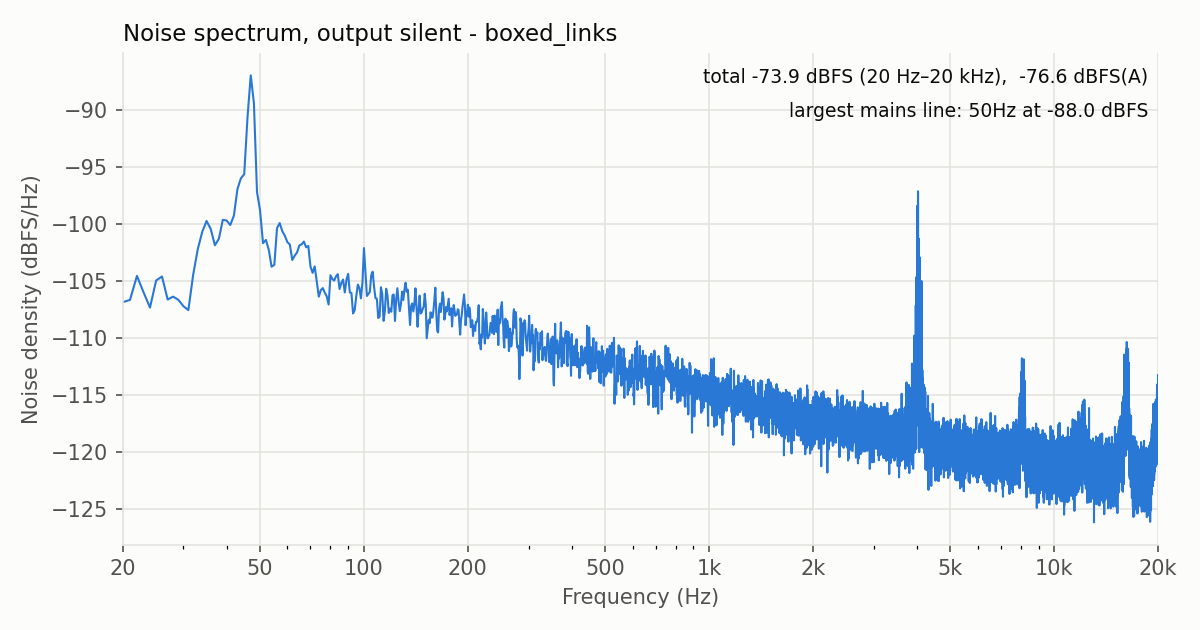 Noise spectrum, output silent - boxed_links
total -73.9 dBFS (20 Hz–20 kHz),  -76.6 dBFS(A)
largest mains line: 50Hz at -88.0 dBFS
Noise density (dBFS/Hz)
−90
−95
−100
−105
−110
−115
−120
−125
20 50 100 200 500 1k 2k 5k 10k 20k
Frequency (Hz)